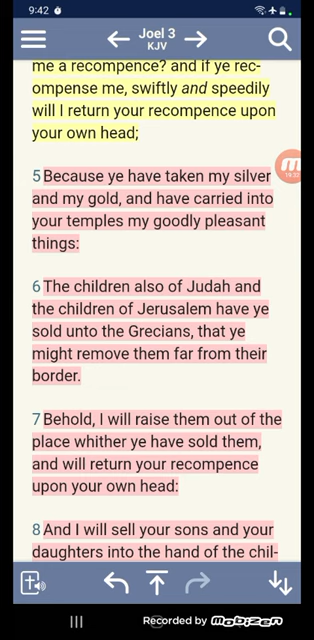 9:42
Joel 3
KJV
me a recompence? and if ye rec-
ompense me, swiftly and speedily
will I return your recompence upon
your own head;
5 Because ye have taken my silver
and my gold, and have carried into
your temples my goodly pleasant
things:
6 The children also of Judah and
the children of Jerusalem have ye
sold unto the Grecians, that ye
might remove them far from their
border.
7 Behold, I will raise them out of the
place whither ye have sold them,
and will return your recompence
upon your own head:
8 And I will sell your sons and your
daughters into the hand of the chil-
Recorded by mobizen